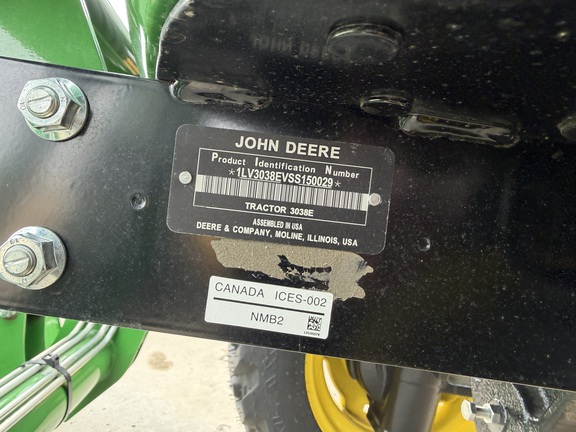 JOHN DEERE
Product Identification Number
*1LV3038EVSS150029*
TRACTOR 3038E
ASSEMBLED IN USA
DEERE & COMPANY, MOLINE, ILLINOIS, USA
CANADA ICES-002
NMB2